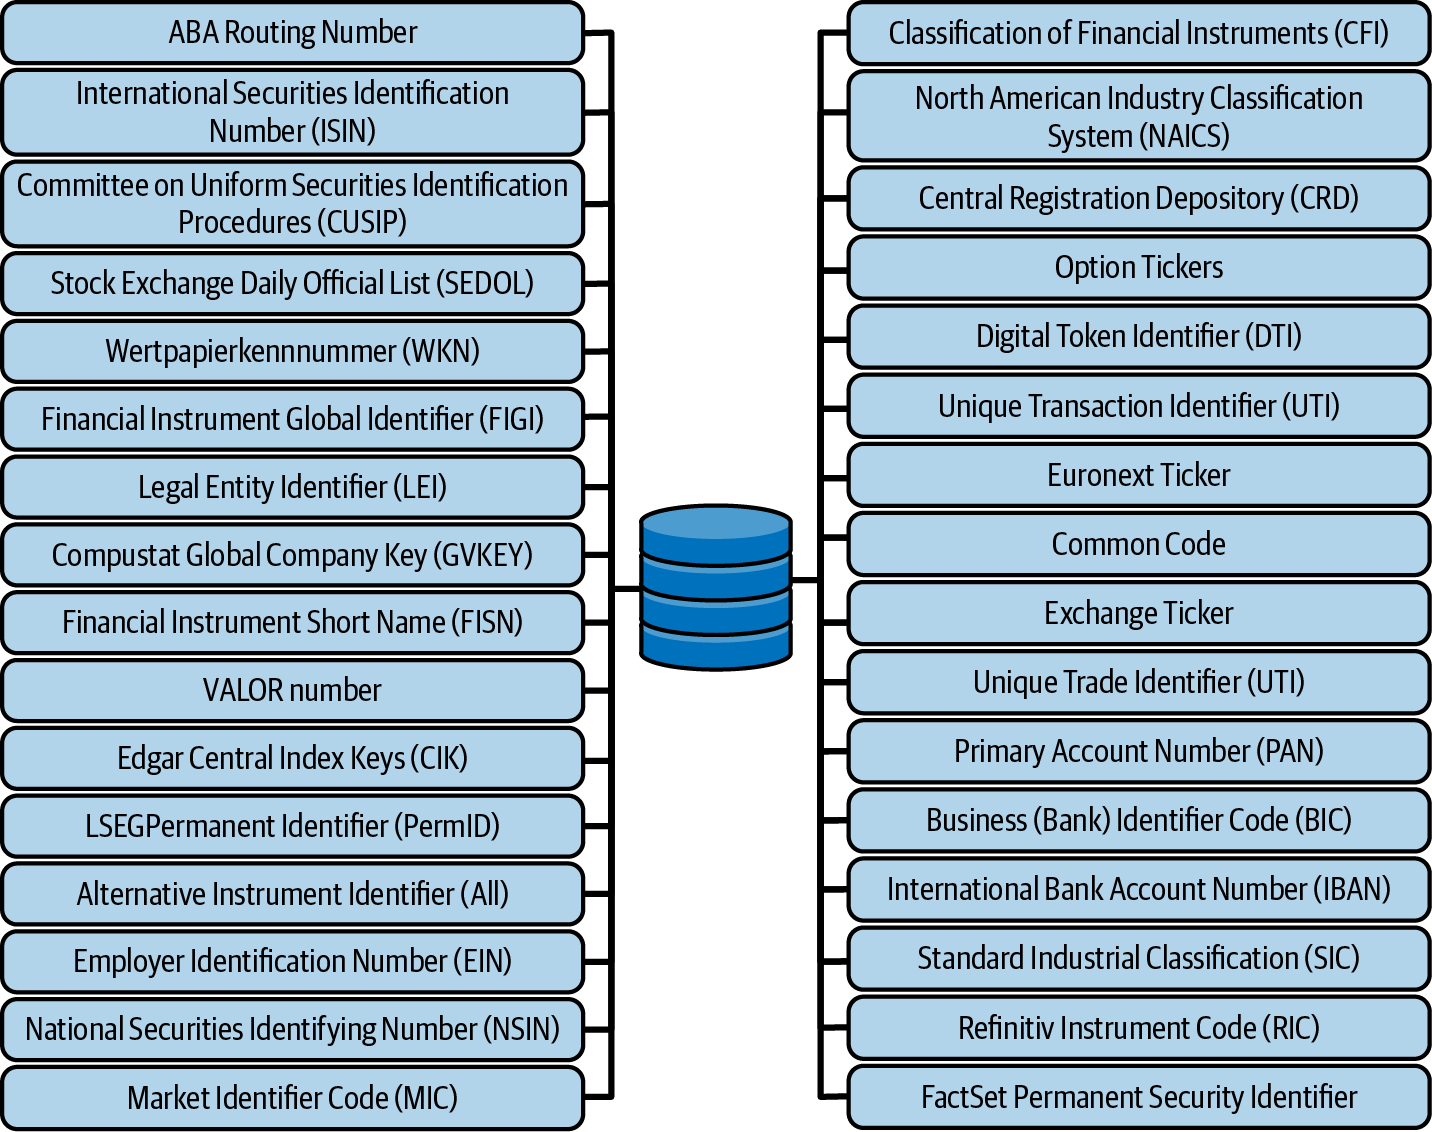 ABA Routing Number
International Securities Identification
Number (ISIN)
Committee on Uniform Securities Identification
Procedures (CUSIP)
Stock Exchange Daily Official List (SEDOL)
Wertpapierkennnummer (WKN)
Financial Instrument Global Identifier (FIGI)
Legal Entity Identifier (LEI)
Compustat Global Company Key (GVKEY)
Financial Instrument Short Name (FISN)
VALOR number
Edgar Central Index Keys (CIK)
LSEGPermanent Identifier (PermID)
Alternative Instrument Identifier (All)
Employer Identification Number (EIN)
National Securities Identifying Number (NSIN)
Market Identifier Code (MIC)
Classification of Financial Instruments (CFI)
North American Industry Classification
System (NAICS)
Central Registration Depository (CRD)
Option Tickers
Digital Token Identifier (DTI)
Unique Transaction Identifier (UTI)
Euronext Ticker
Common Code
Exchange Ticker
Unique Trade Identifier (UTI)
Primary Account Number (PAN)
Business (Bank) Identifier Code (BIC)
International Bank Account Number (IBAN)
Standard Industrial Classification (SIC)
Refinitiv Instrument Code (RIC)
FactSet Permanent Security Identifier